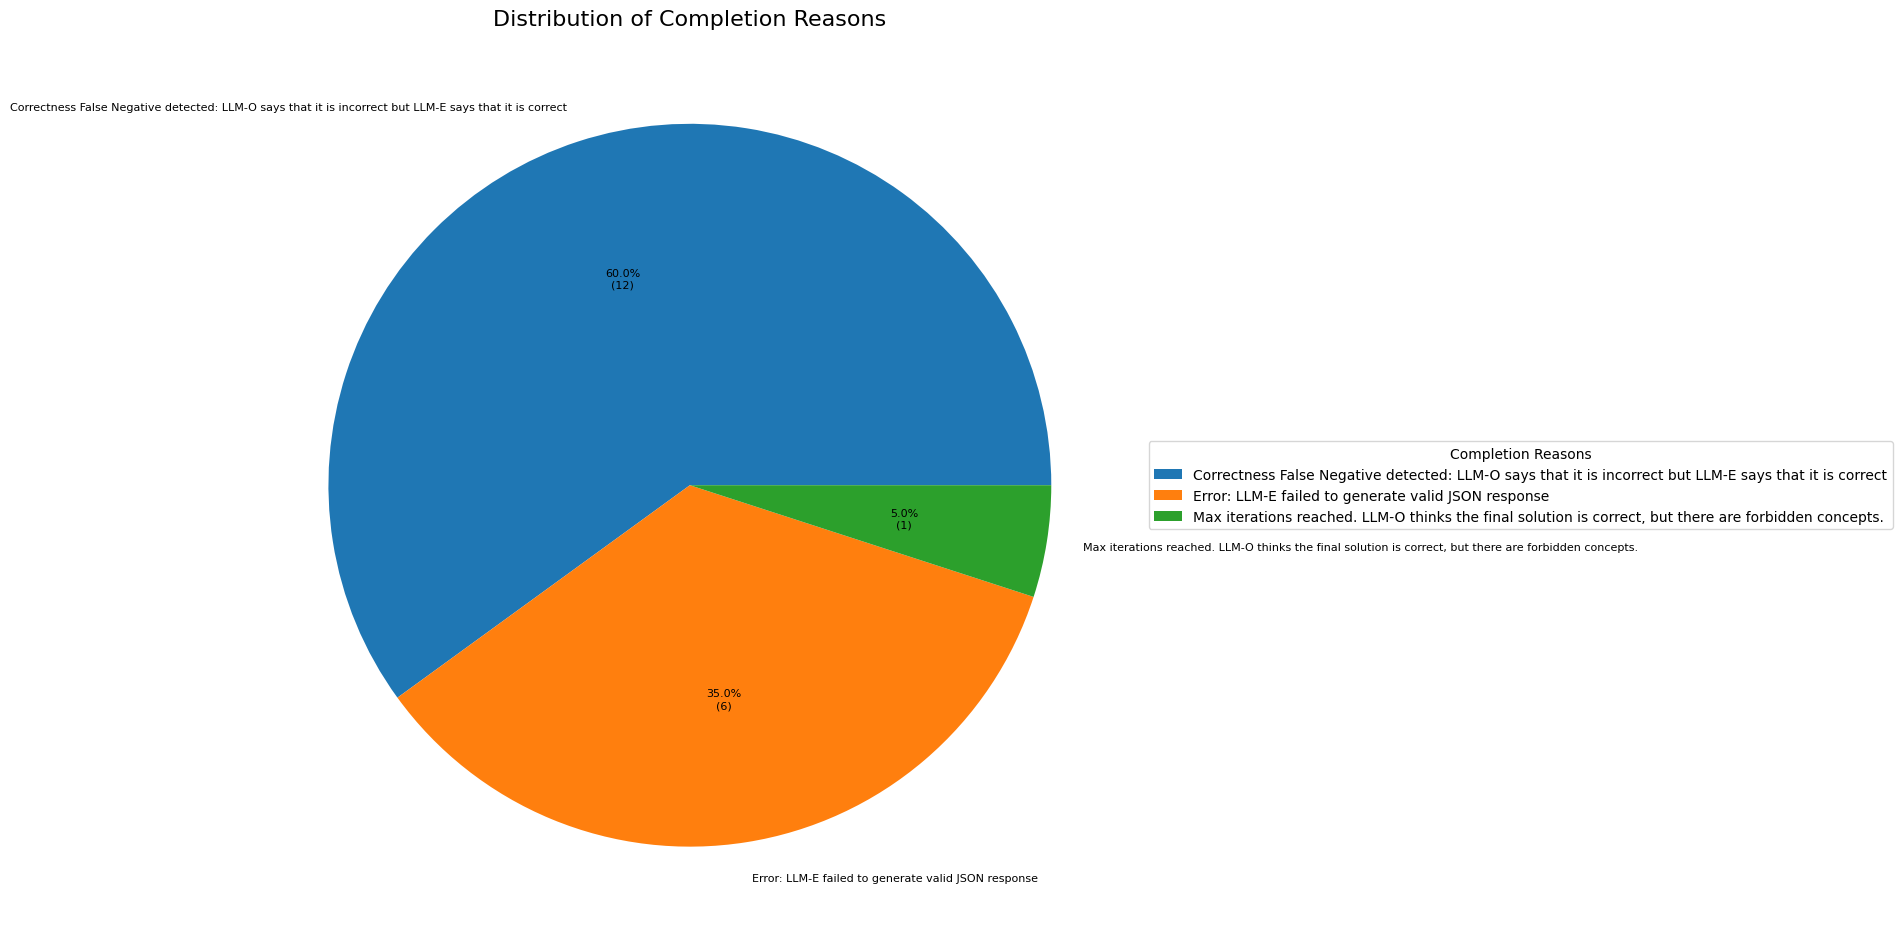 Distribution of Completion Reasons
Correctness False Negative detected: LLM-O says that it is incorrect but LLM-E says that it is correct
60.0%
(12)
Completion Reasons
Correctness False Negative detected: LLM-O says that it is incorrect but LLM-E says that it is correct
Error: LLM-E failed to generate valid JSON response
Max iterations reached. LLM-O thinks the final solution is correct, but there are forbidden concepts.
5.0%
(1)
Max iterations reached. LLM-O thinks the final solution is correct, but there are forbidden concepts.
35.0%
(6)
Error: LLM-E failed to generate valid JSON response